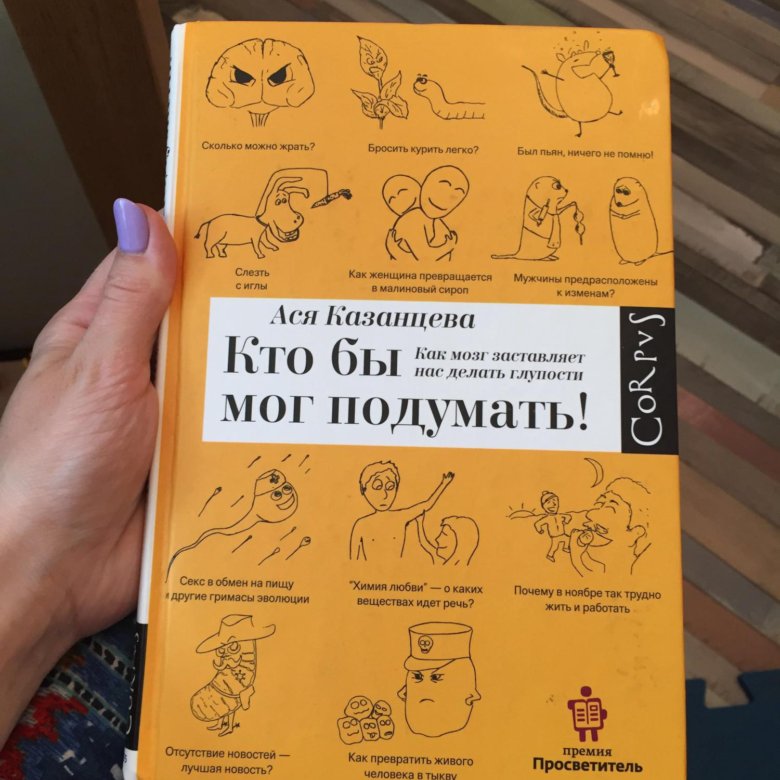 Сколько можно жрать?
Бросить курить легко?
Был пьян, ничего не помню!
Слезть
с иглы
Как женщина превращается
в малиновый сироп
Мужчины предрасположены
к изменам?
Ася Казанцева
Кто бы
Как мозг заставляет
нас делать глупости
мог подумать!
CORPUS
Секс в обмен на пищу
и другие гримасы эволюции
"Химия любви" — о каких
веществах идет речь?
Почему в ноябре так трудно
жить и работать
Отсутствие новостей —
лучшая новость?
Как превратить живого
человека в тыкву
премия
Просветитель